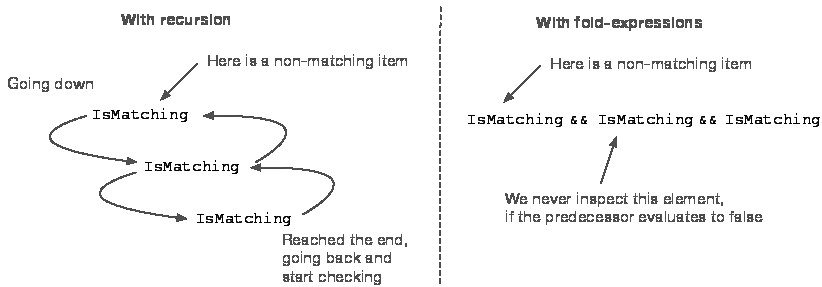 With recursion
Here is a non-matching item
Going down
IsMatching
IsMatching
IsMatching
Reached the end,
going back and
start checking
With fold-expressions
Here is a non-matching item
IsMatching && IsMatching && IsMatching
We never inspect this element,
if the predecessor evaluates to false